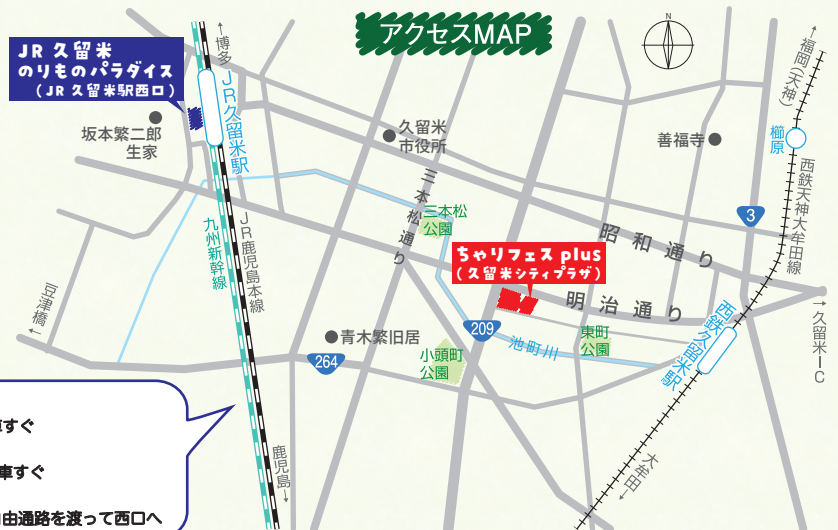 アクセスMAP
N
JR 久留米
のりものパラダイス
(JR 久留米駅西口)
←博多
JR久留米駅
坂本繁二郎
生家
久留米
市役所
善福寺
←福岡(天神)
櫛原
西鉄天神大牟田線
3
三本松通り
三本松
公園
昭和通り
ちゃりフェス plus
(久留米シティプラザ)
明治通り
九州新幹線
JR鹿児島本線
豆津橋
←
青木繁旧居
264
209
小頭町
公園
池町川
東町
公園
西鉄久留米駅
→久留米IC
大牟田→
鹿児島→
車すぐ
車すぐ
由通路を渡って西口へ